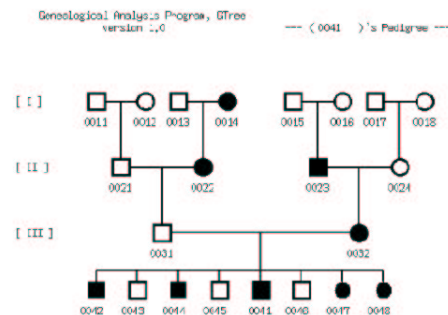 Genealogical Analysis Program, GTree
version 1.0
--- (0041 )'s Pedigree ---
[ I ]
0011 0012 0013 0014 0015 0016 0017 0018
[ II ]
0021 0022 0023 0024
[ III ]
0031 0032
0042 0043 0044 0045 0041 0046 0047 0048